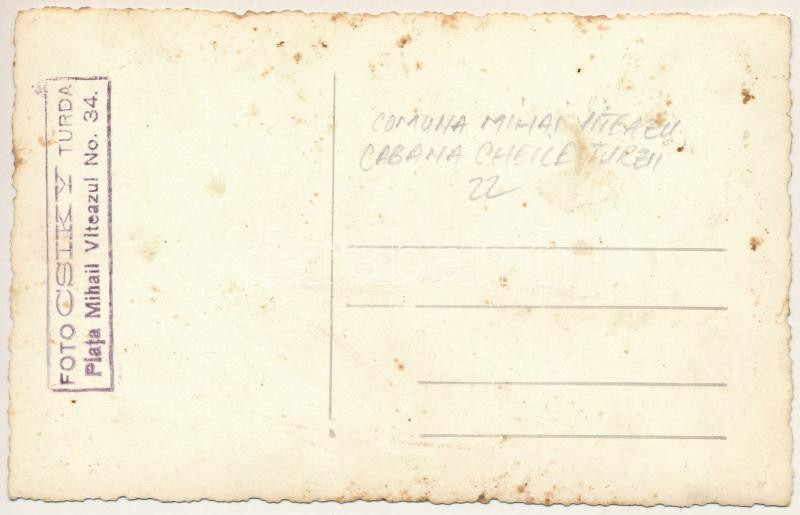 FOTO CSIKY TURDA
Piața Mihail Viteazul No. 34.
COMUNA MIHAI VITEAZU
CABANA CHEILE TURZII
22